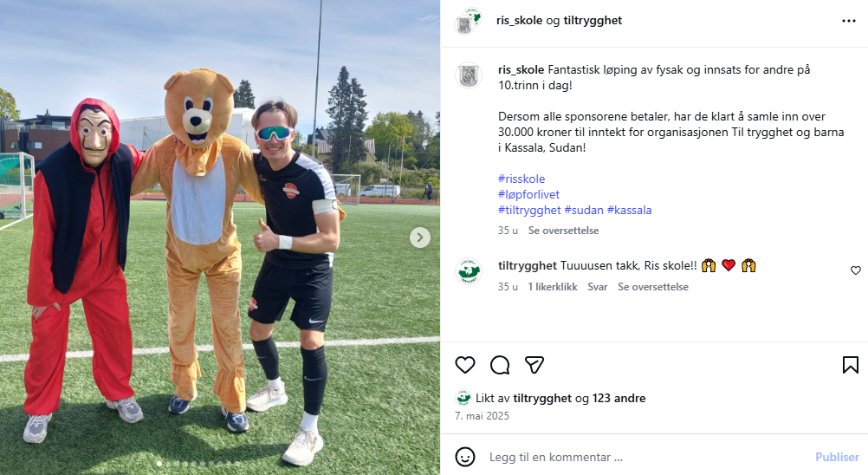 ris_skole og tiltrygghet
ris_skole Fantastisk løping av fysak og innsats for andre på
10.trinn i dag!
Dersom alle sponsorene betaler, har de klart å samle inn over
30.000 kroner til inntekt for organisasjonen Til trygghet og barna
i Kassala, Sudan!
#risskole
#løpforlivet
#tiltrygghet #sudan #kassala
35 u Se oversettelse
tiltrygghet Tuuuusen takk, Ris skole!! 🙌 ❤️ 🙌
35 u 1 likerklikk Svar Se oversettelse
Likt av tiltrygghet og 123 andre
7. mai 2025
Legg til en kommentar ...
Publiser